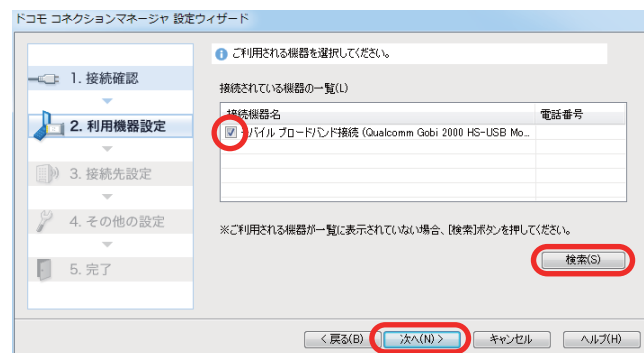 ドコモ コネクションマネージャ 設定ウィザード
ご利用される機器を選択してください。
1. 接続確認
2. 利用機器設定
3. 接続先設定
4. その他の設定
5. 完了
接続されている機器の一覧(L)
接続機器名 電話番号
モバイル ブロードバンド接続 (Qualcomm Gobi 2000 HS-USB Mo...
※ご利用される機器が一覧に表示されていない場合、[検索]ボタンを押してください。
検索(S)
< 戻る(B) 次へ(N) > キャンセル ヘルプ(H)